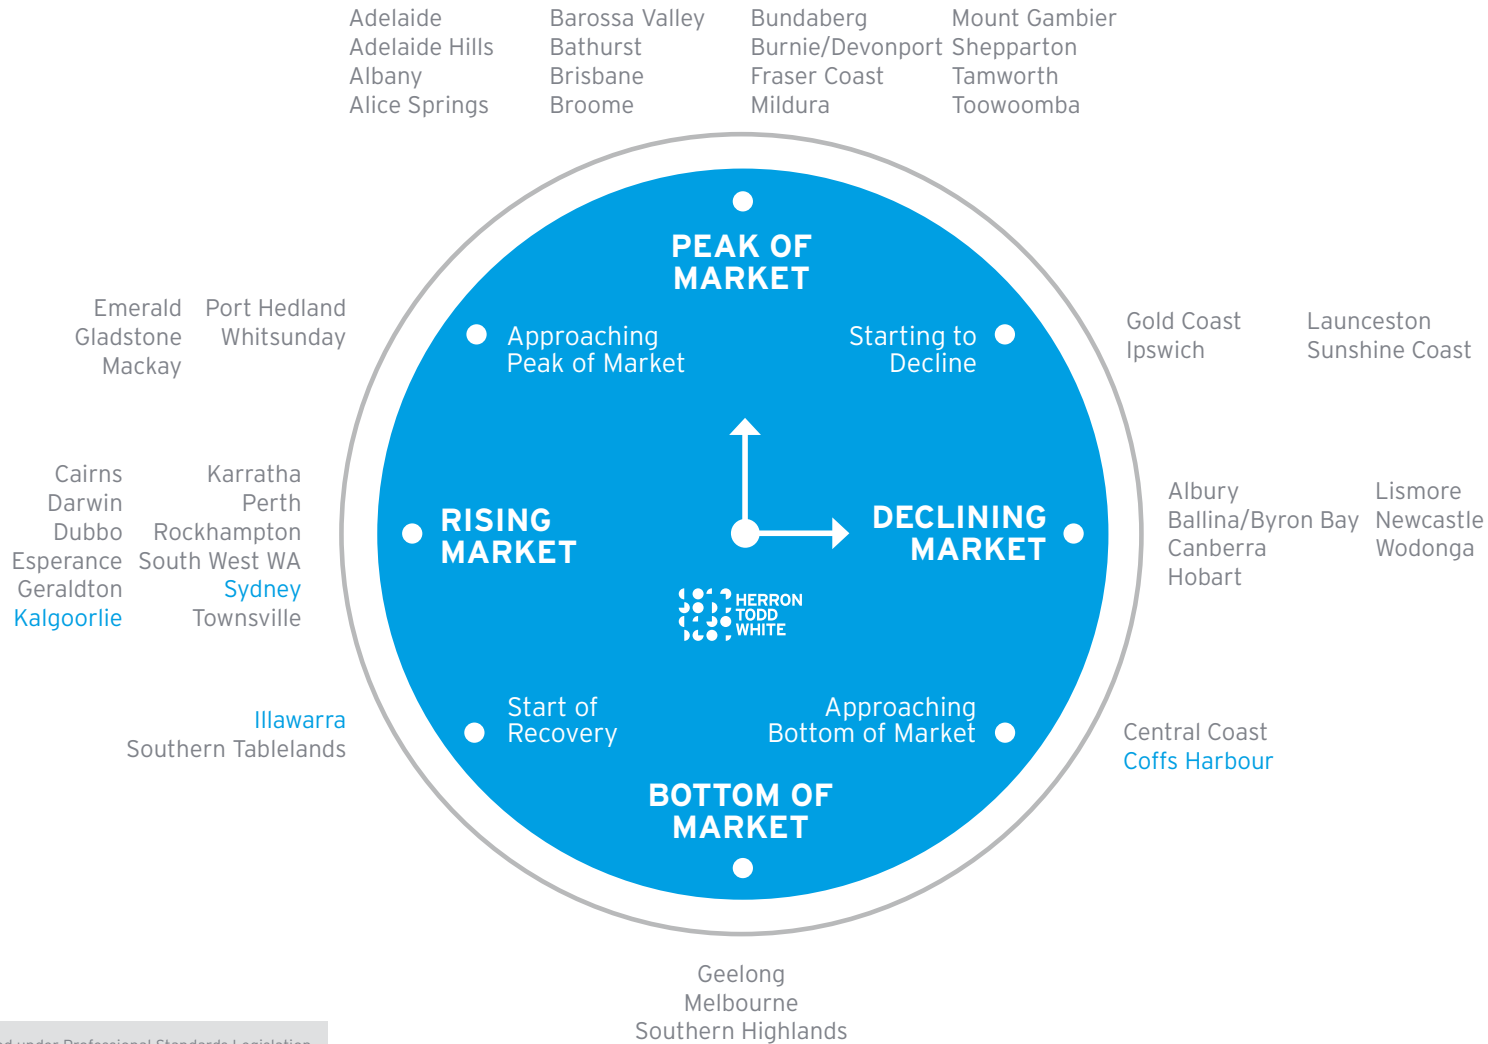 Adelaide
Adelaide Hills
Albany
Alice Springs
Barossa Valley
Bathurst
Brisbane
Broome
Bundaberg
Burnie/Devonport
Fraser Coast
Mildura
Mount Gambier
Shepparton
Tamworth
Toowoomba
PEAK OF
MARKET
Emerald
Gladstone
Mackay
Port Hedland
Whitsunday
Approaching
Peak of Market
Starting to
Decline
Gold Coast
Ipswich
Launceston
Sunshine Coast
Cairns
Darwin
Dubbo
Esperance
Geraldton
Kalgoorlie
Karratha
Perth
Rockhampton
South West WA
Sydney
Townsville
RISING
MARKET
DECLINING
MARKET
Albury
Ballina/Byron Bay
Canberra
Hobart
Lismore
Newcastle
Wodonga
HERRON
TODD
WHITE
Illawarra
Southern Tablelands
Start of
Recovery
Approaching
Bottom of Market
Central Coast
Coffs Harbour
BOTTOM OF
MARKET
Geelong
Melbourne
Southern Highlands
under Professional Standards Legislation